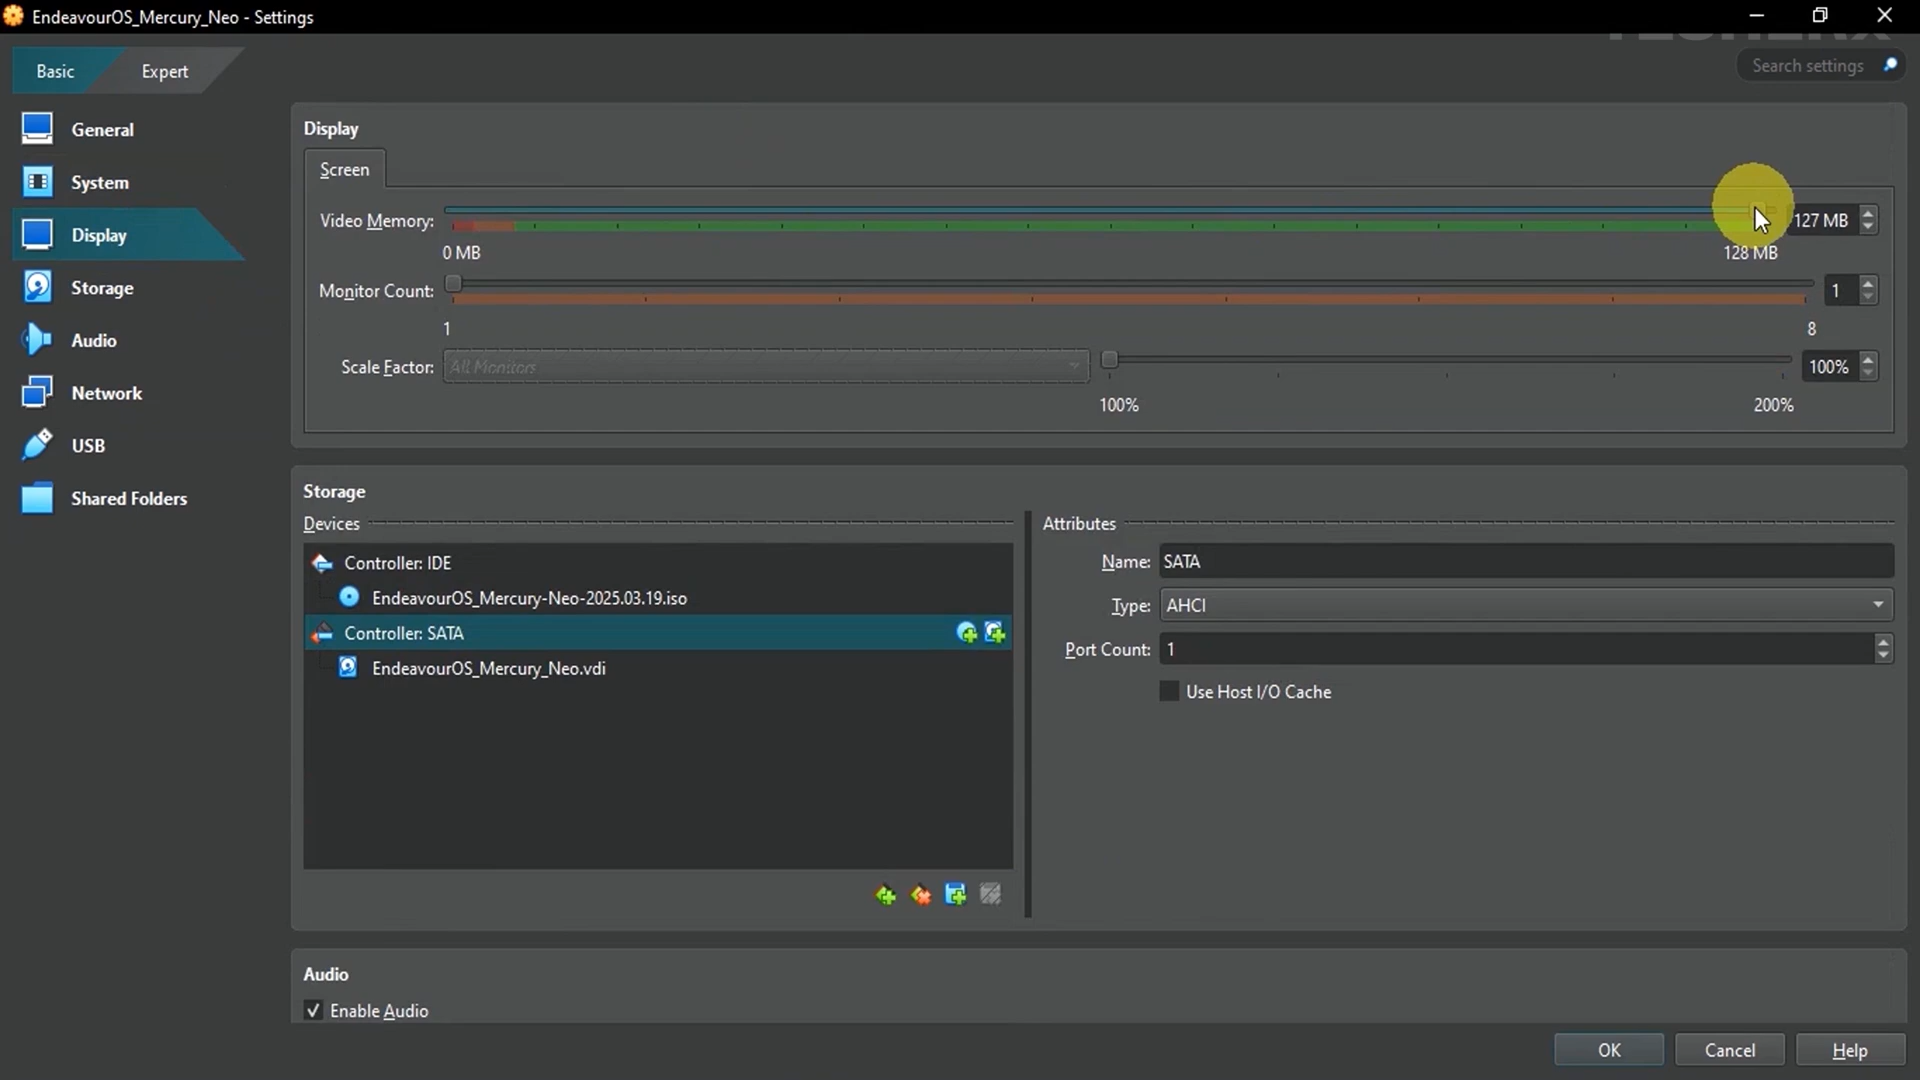 EndeavourOS_Mercury_Neo - Settings
Basic
Expert
Search settings
General
System
Display
Storage
Audio
Network
USB
Shared Folders
Display
Screen
Video Memory:
127 MB
0 MB
128 MB
Monitor Count:
1
1
8
Scale Factor:
All Monitors
100%
100%
200%
Storage
Devices
Controller: IDE
EndeavourOS_Mercury-Neo-2025.03.19.iso
Controller: SATA
EndeavourOS_Mercury_Neo.vdi
Attributes
Name:
SATA
Type:
AHCI
Port Count:
1
Use Host I/O Cache
Audio
Enable Audio
OK
Cancel
Help